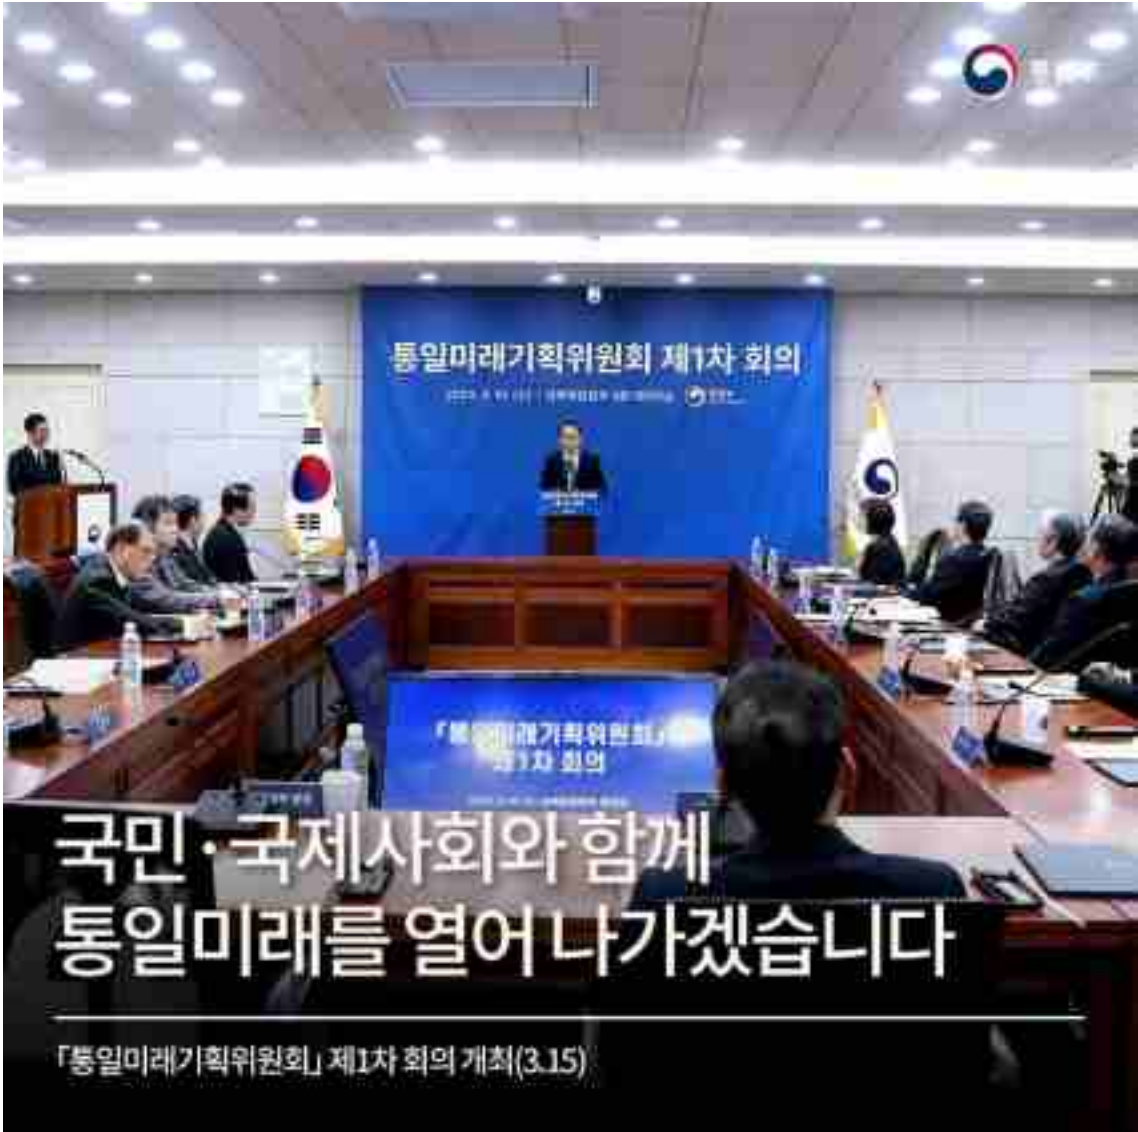 통일미래기획위원회 제1차 회의
「통일미래기획위원회」
제1차 회의
국민·국제사회와 함께
통일미래를 열어 나가겠습니다
「통일미래기획위원회」 제1차 회의 개최(3.15)